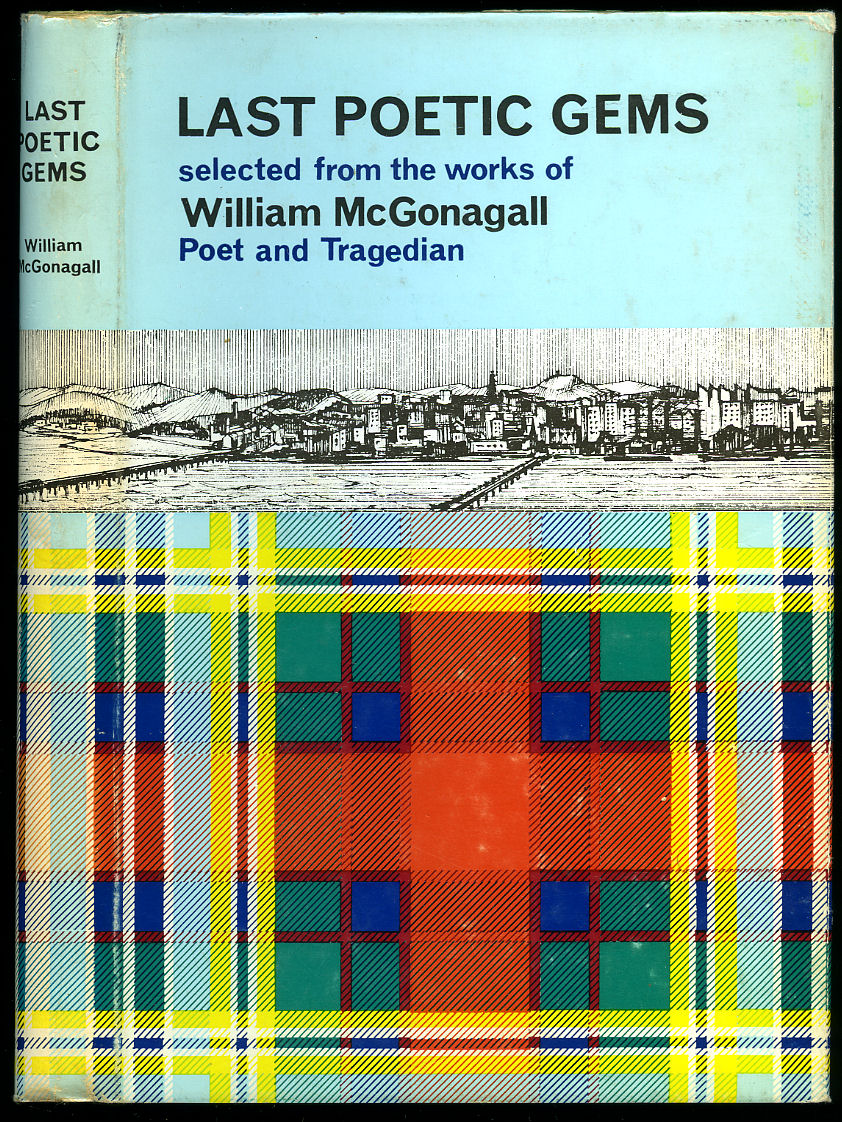 LAST
POETIC
GEMS
William
McGonagall
LAST POETIC GEMS
selected from the works of
William McGonagall
Poet and Tragedian